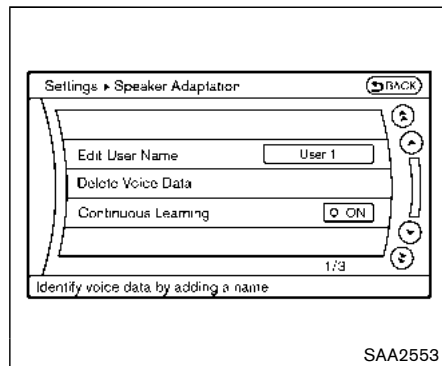 Settings ▸ Speaker Adaptation BACK
Edit User Name User 1
Delete Voice Data
Continuous Learning ON
1/3
Identify voice data by adding a name
SAA2553